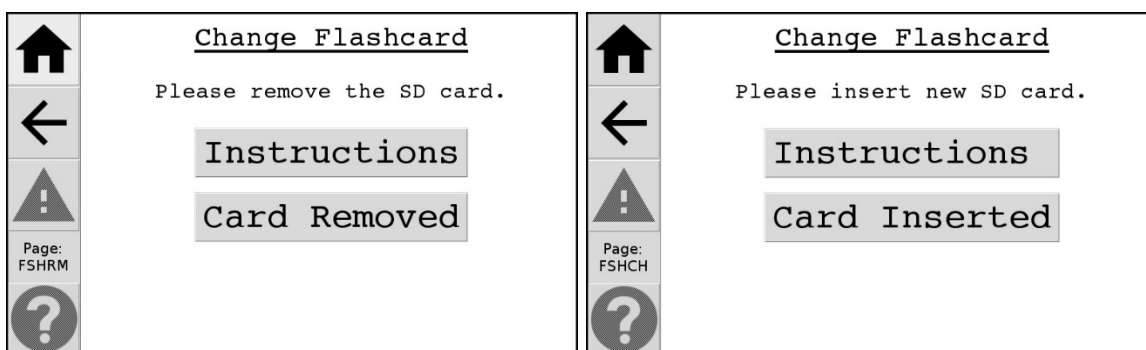 Change Flashcard
Please remove the SD card.
Instructions
Card Removed
Page:
FSHRM
Change Flashcard
Please insert new SD card.
Instructions
Card Inserted
Page:
FSHCH